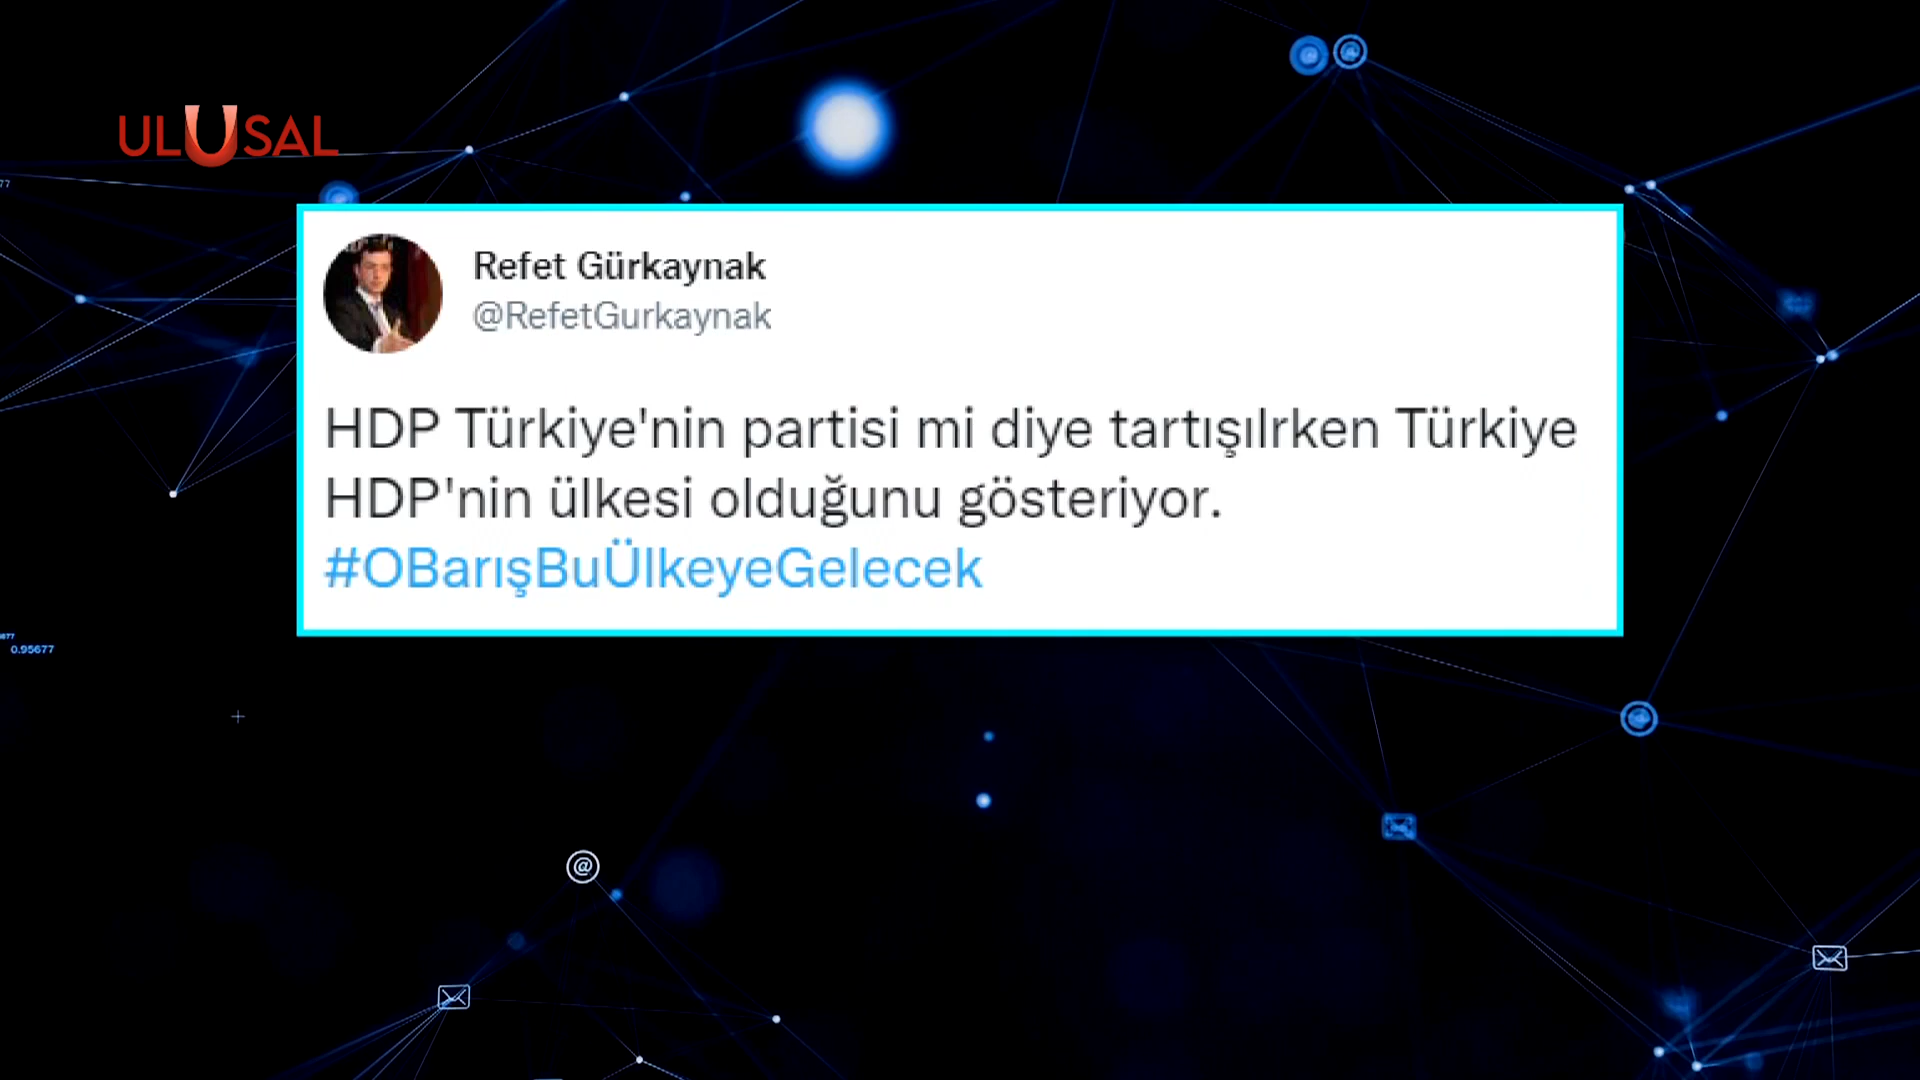 ULUSAL
Refet Gürkaynak
@RefetGurkaynak
HDP Türkiye'nin partisi mi diye tartışılrken Türkiye
HDP'nin ülkesi olduğunu gösteriyor.
#OBarışBuÜlkeyeGelecek
0.95677